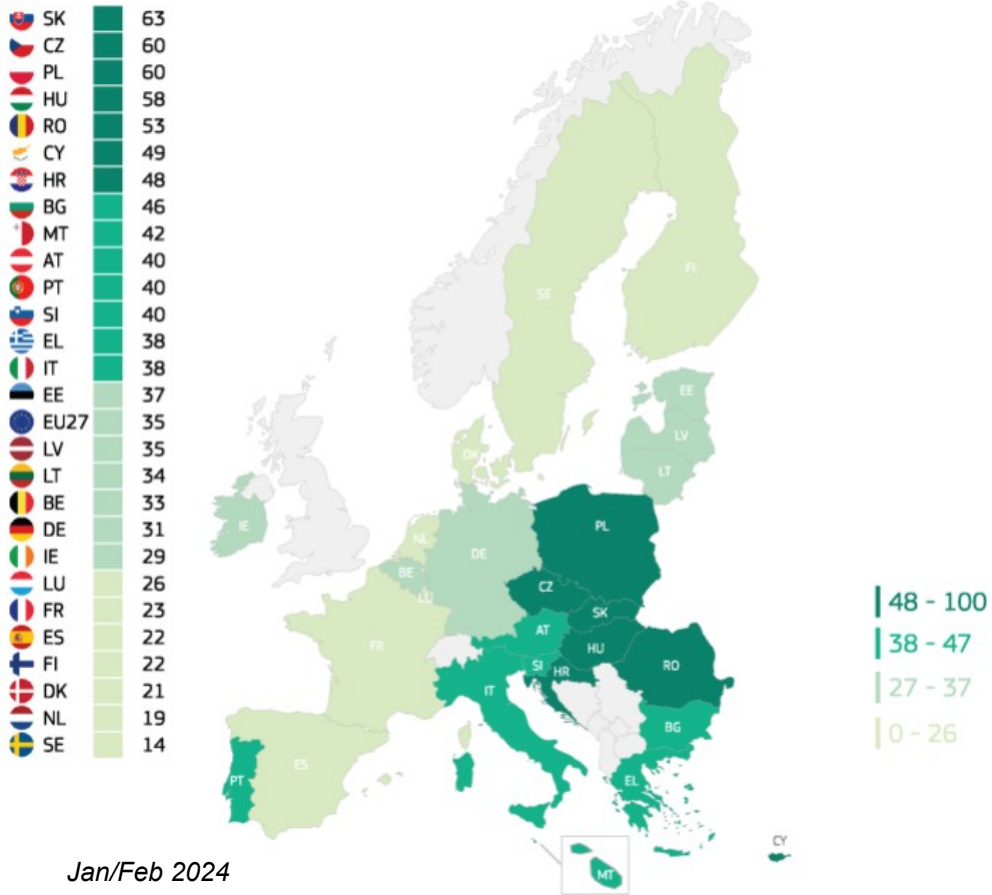 SK 63
CZ 60
PL 60
HU 58
RO 53
CY 49
HR 48
BG 46
MT 42
AT 40
PT 40
SI 40
EL 38
IT 38
EE 37
EU27 35
LV 35
LT 34
BE 33
DE 31
IE 29
LU 26
FR 23
ES 22
FI 22
DK 21
NL 19
SE 14
FI
SE
EE
LV
DK
LT
IE
PL
NL
DE
BE
CZ
LU
SK
AT
FR
HU
SI
HR
RO
IT
BG
ES
PT
EL
CY
MT
48 - 100
38 - 47
27 - 37
0 - 26
Jan/Feb 2024